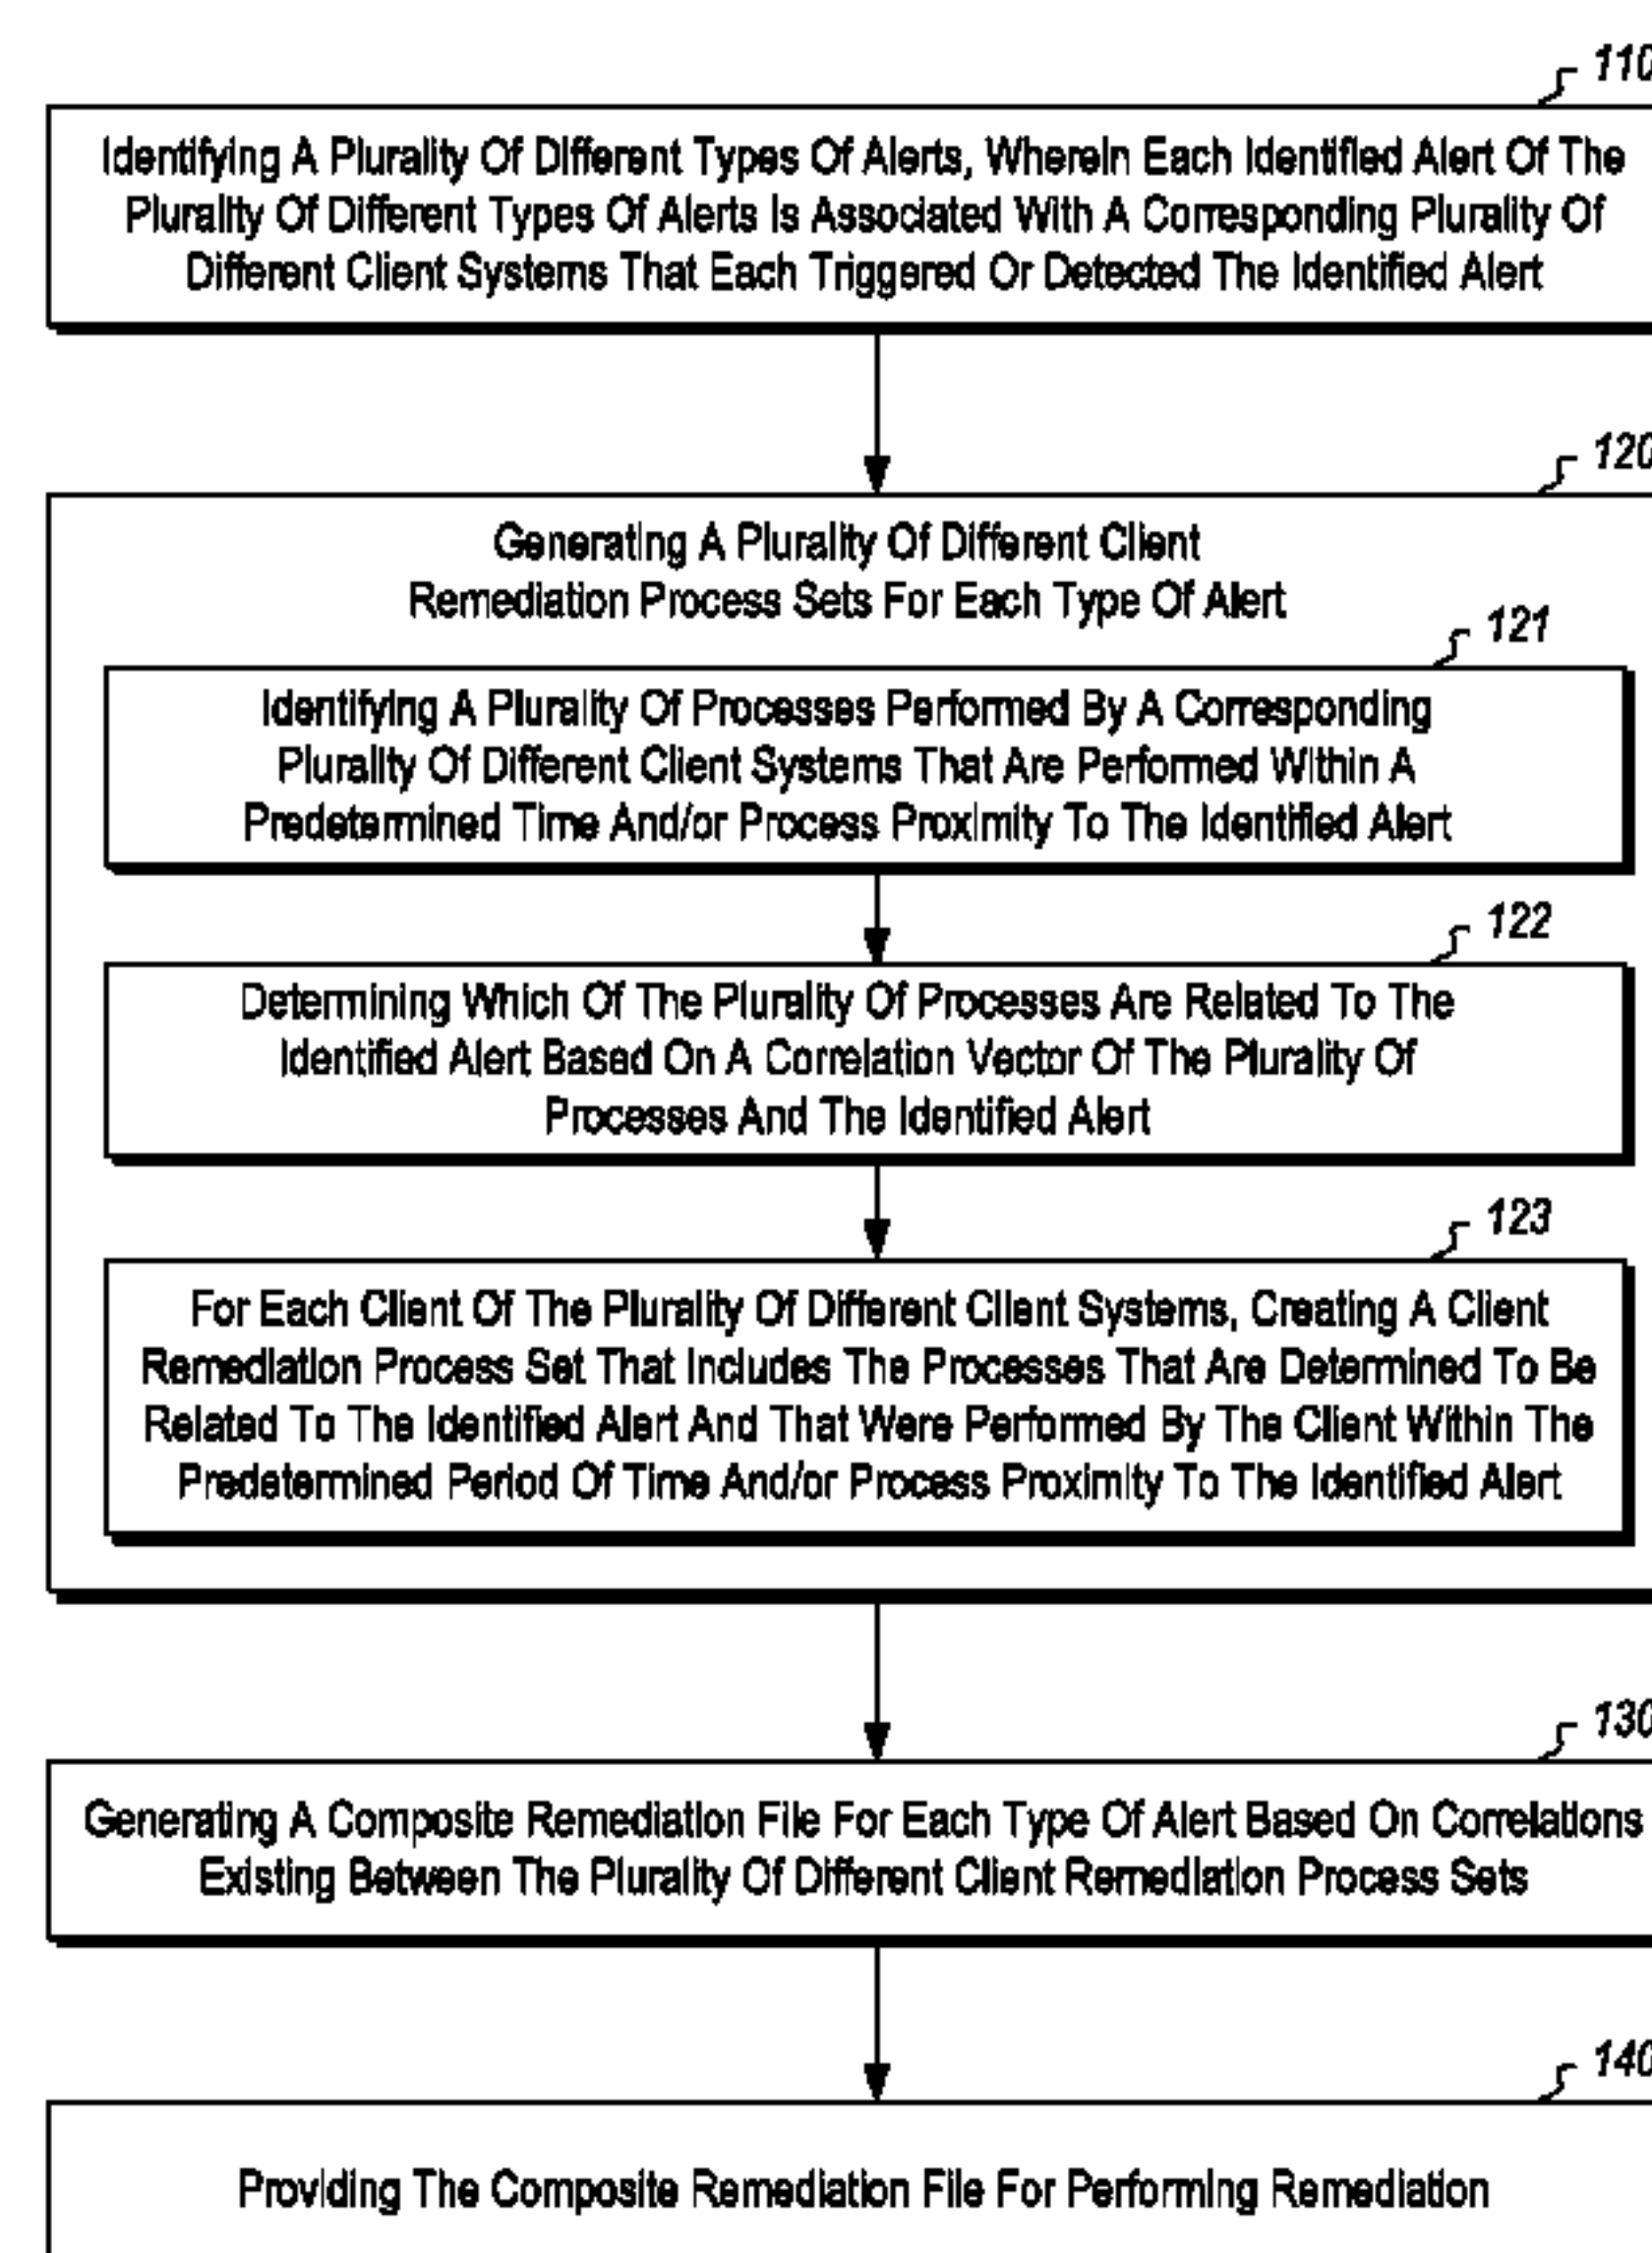 110
Identifying A Plurality Of Different Types Of Alerts, Wherein Each Identified Alert Of The
Plurality Of Different Types Of Alerts Is Associated With A Corresponding Plurality Of
Different Client Systems That Each Triggered Or Detected The Identified Alert
120
Generating A Plurality Of Different Client
Remediation Process Sets For Each Type Of Alert
121
Identifying A Plurality Of Processes Performed By A Corresponding
Plurality Of Different Client Systems That Are Performed Within A
Predetermined Time And/or Process Proximity To The Identified Alert
122
Determining Which Of The Plurality Of Processes Are Related To The
Identified Alert Based On A Correlation Vector Of The Plurality Of
Processes And The Identified Alert
123
For Each Client Of The Plurality Of Different Client Systems, Creating A Client
Remediation Process Set That Includes The Processes That Are Determined To Be
Related To The Identified Alert And That Were Performed By The Client Within The
Predetermined Period Of Time And/or Process Proximity To The Identified Alert
130
Generating A Composite Remediation File For Each Type Of Alert Based On Correlations
Existing Between The Plurality Of Different Client Remediation Process Sets
140
Providing The Composite Remediation File For Performing Remediation